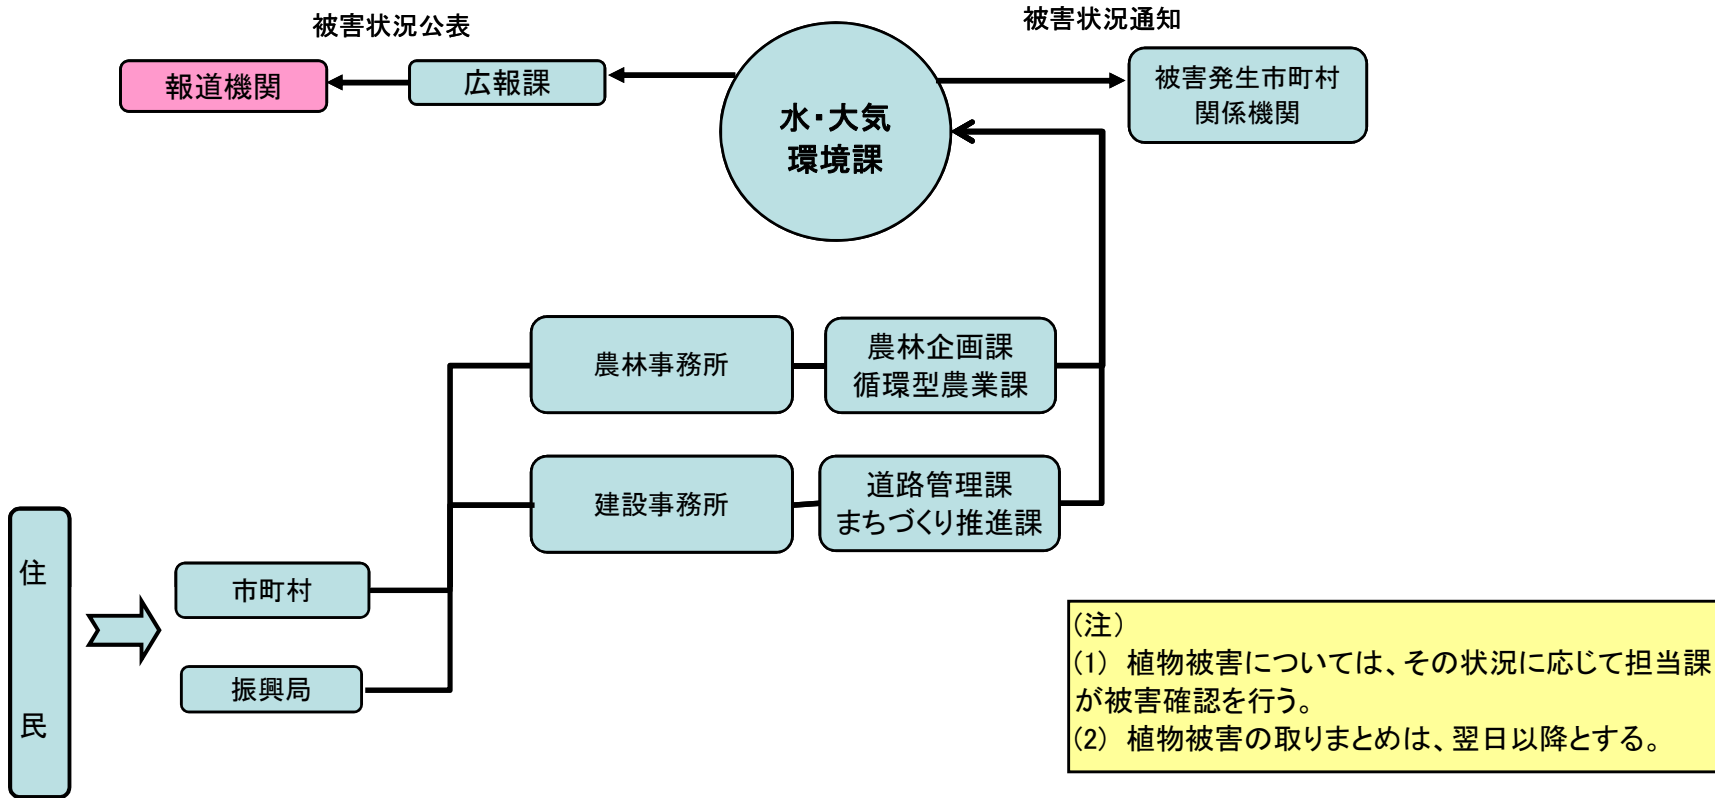 被害状況公表
被害状況通知
報道機関
広報課
水・大気
環境課
被害発生市町村
関係機関
農林事務所
農林企画課
循環型農業課
建設事務所
道路管理課
まちづくり推進課
住
民
市町村
振興局
(注)
(1) 植物被害については、その状況に応じて担当課
が被害確認を行う。
(2) 植物被害の取りまとめは、翌日以降とする。